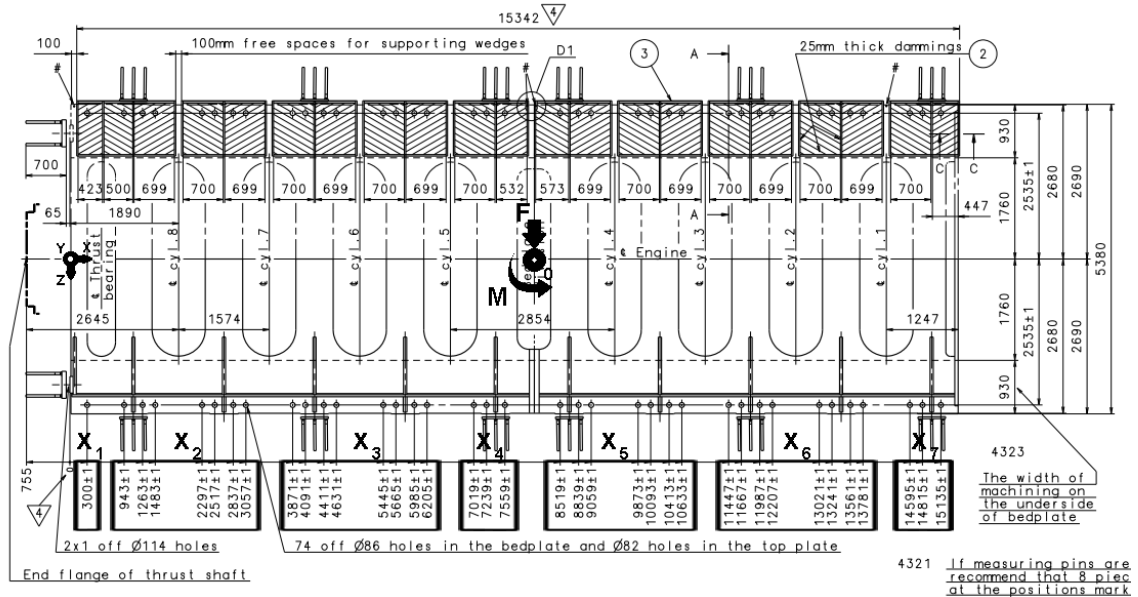 15342 4
100
100mm free spaces for supporting wedges
D1
3
A
25mm thick dammings
2
#
#
#
930
C
C
700
423 500 699 700 699 700 699 700 699 532 573 699 700 699 700 699 700
447
65
1890
A
F
1760
2535±1
2680
2690
5380
Y X
Z
℄ Thrust
bearing
℄ cyl.8
℄ cyl.7
℄ cyl.6
℄ cyl.5
℄ cyl.4
℄ cyl.3
℄ cyl.2
℄ cyl.1
℄ Engine
0
M
2645
1574
2854
1247
1760
2535±1
2680
2690
930
X1 X2 X3 X4 X5 X6 X7
755
0
300±1
943±1
1263±1
1483±1
2297±1
2517±1
2837±1
3057±1
3871±1
4091±1
4411±1
4631±1
5445±1
5665±1
5985±1
6205±1
7019±1
7239±1
7559±1
8519±1
8839±1
9059±1
9873±1
10093±1
10413±1
10633±1
11447±1
11667±1
11987±1
12207±1
13021±1
13241±1
13561±1
13781±1
14595±1
14815±1
15135±1
4
4323
The width of
machining on
the underside
of bedplate
2x1 off Ø114 holes
74 off Ø86 holes in the bedplate and Ø82 holes in the top plate
End flange of thrust shaft
4321 If measuring pins are
recommend that 8 piec
at the positions mark